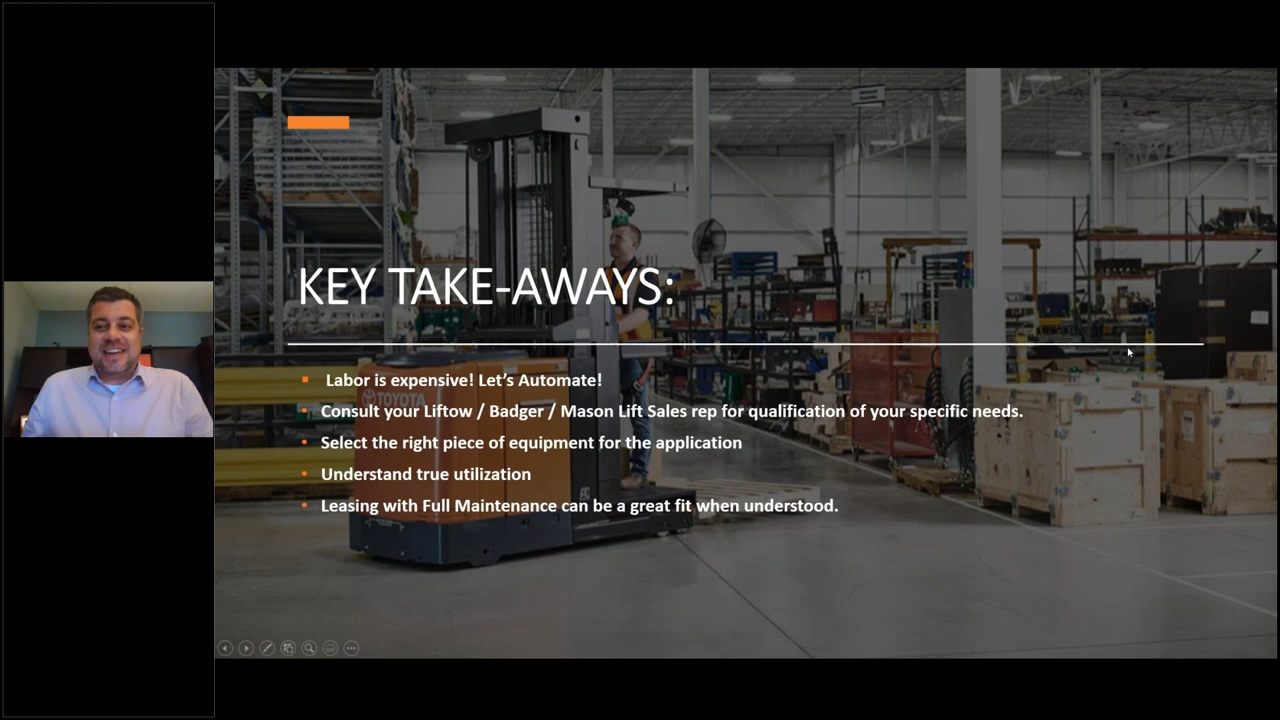 KEY TAKE-AWAYS:
Labor is expensive! Let's Automate!
TOYOTA
Consult your Liftow / Badger / Mason Lift Sales rep for qualification of your specific needs.
Select the right piece of equipment for the application
Understand true utilization
Leasing with Full Maintenance can be a great fit when understood.